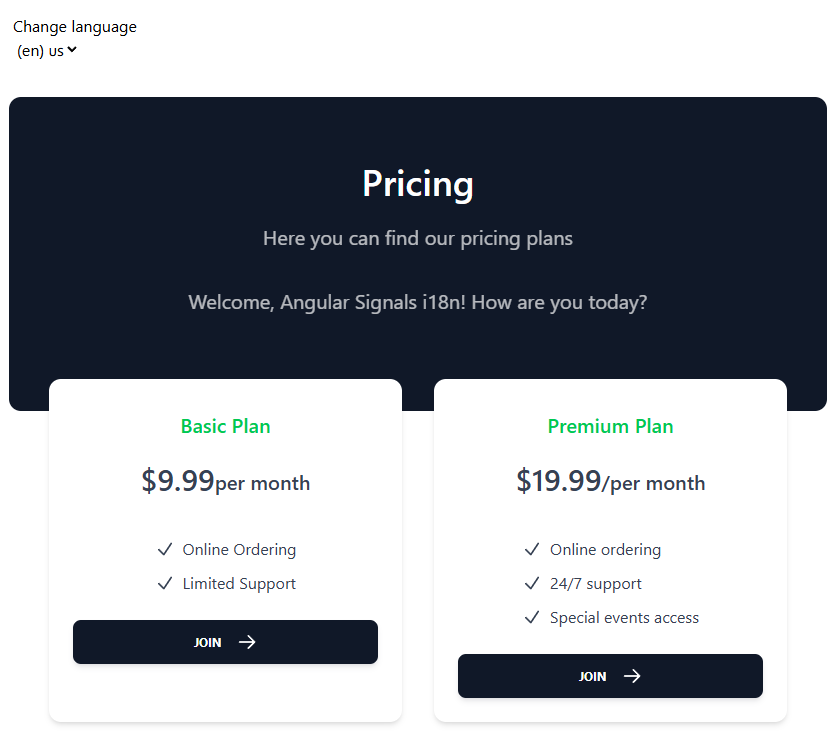 Change language
(en) us
Pricing
Here you can find our pricing plans
Welcome, Angular Signals i18n! How are you today?
Basic Plan
$9.99per month
Online Ordering
Limited Support
JOIN
Premium Plan
$19.99/per month
Online ordering
24/7 support
Special events access
JOIN